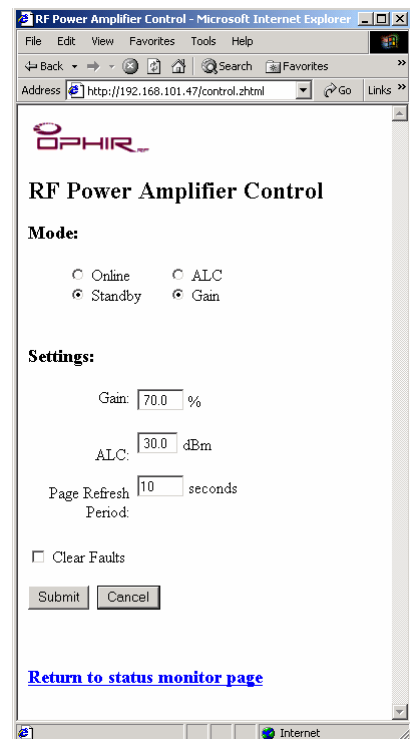 RF Power Amplifier Control - Microsoft Internet Explorer
File Edit View Favorites Tools Help
Back Search Favorites »
Address http://192.168.101.47/control.zhtml Go Links »
OPHIR RF
RF Power Amplifier Control
Mode:
Online ALC
Standby Gain
Settings:
Gain: 70.0 %
ALC: 30.0 dBm
Page Refresh Period: 10 seconds
Clear Faults
Submit Cancel
Return to status monitor page
Internet